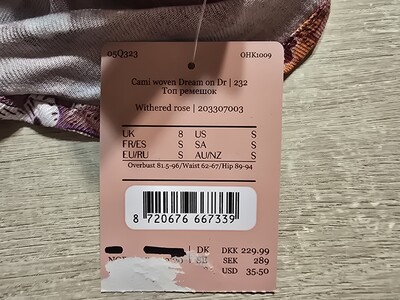 05Q323 OHK1009
Cami woven Dream on Dr | 232
Топ ремешок
Withered rose | 203307003
UK 8 US S
FR/ES S SA S
EU/RU S AU/NZ S
Overbust 81.5-96/Waist 62-67/Hip 89-94
8 720676 667339
DK DKK 229.99
SE SEK 289
USD 35.50